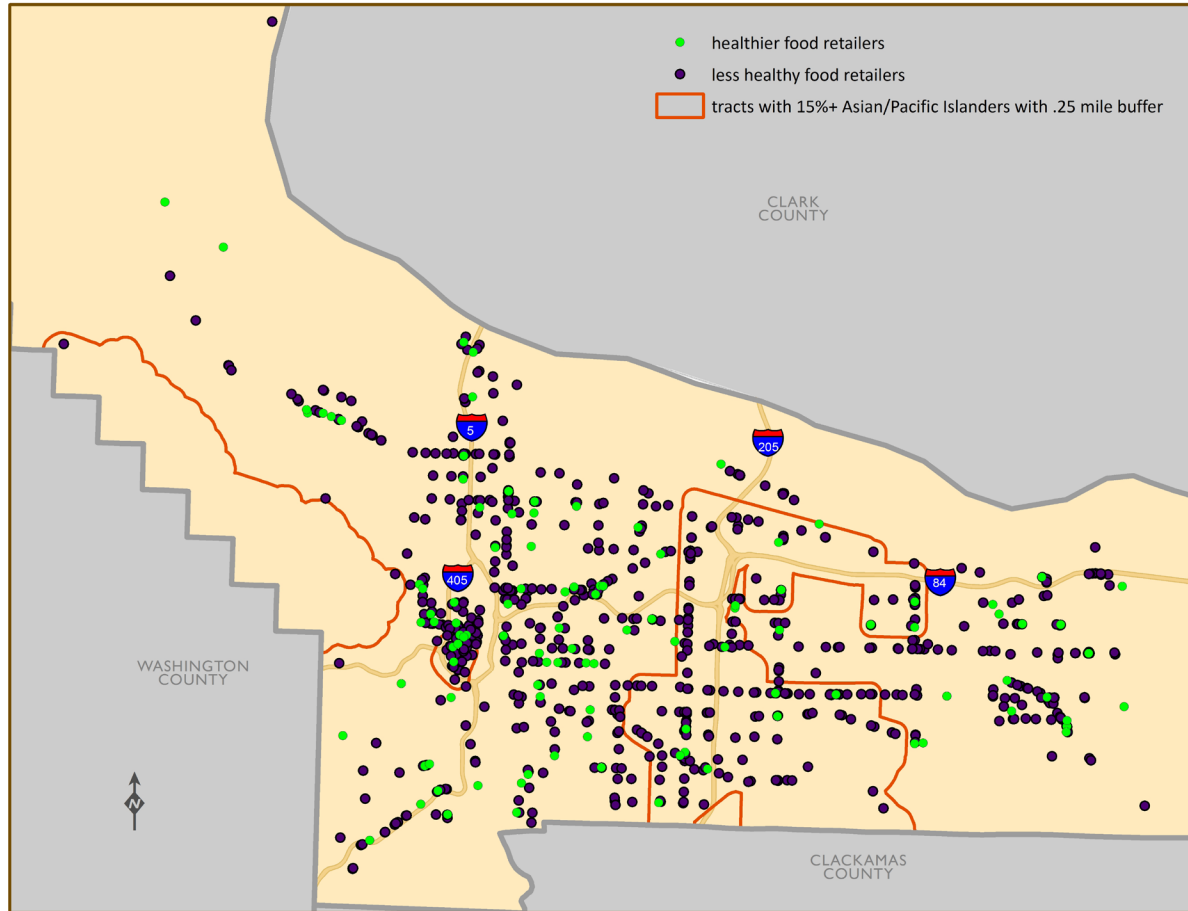 healthier food retailers
less healthy food retailers
tracts with 15%+ Asian/Pacific Islanders with .25 mile buffer
CLARK
COUNTY
5
205
405
84
WASHINGTON
COUNTY
N
CLACKAMAS
COUNTY